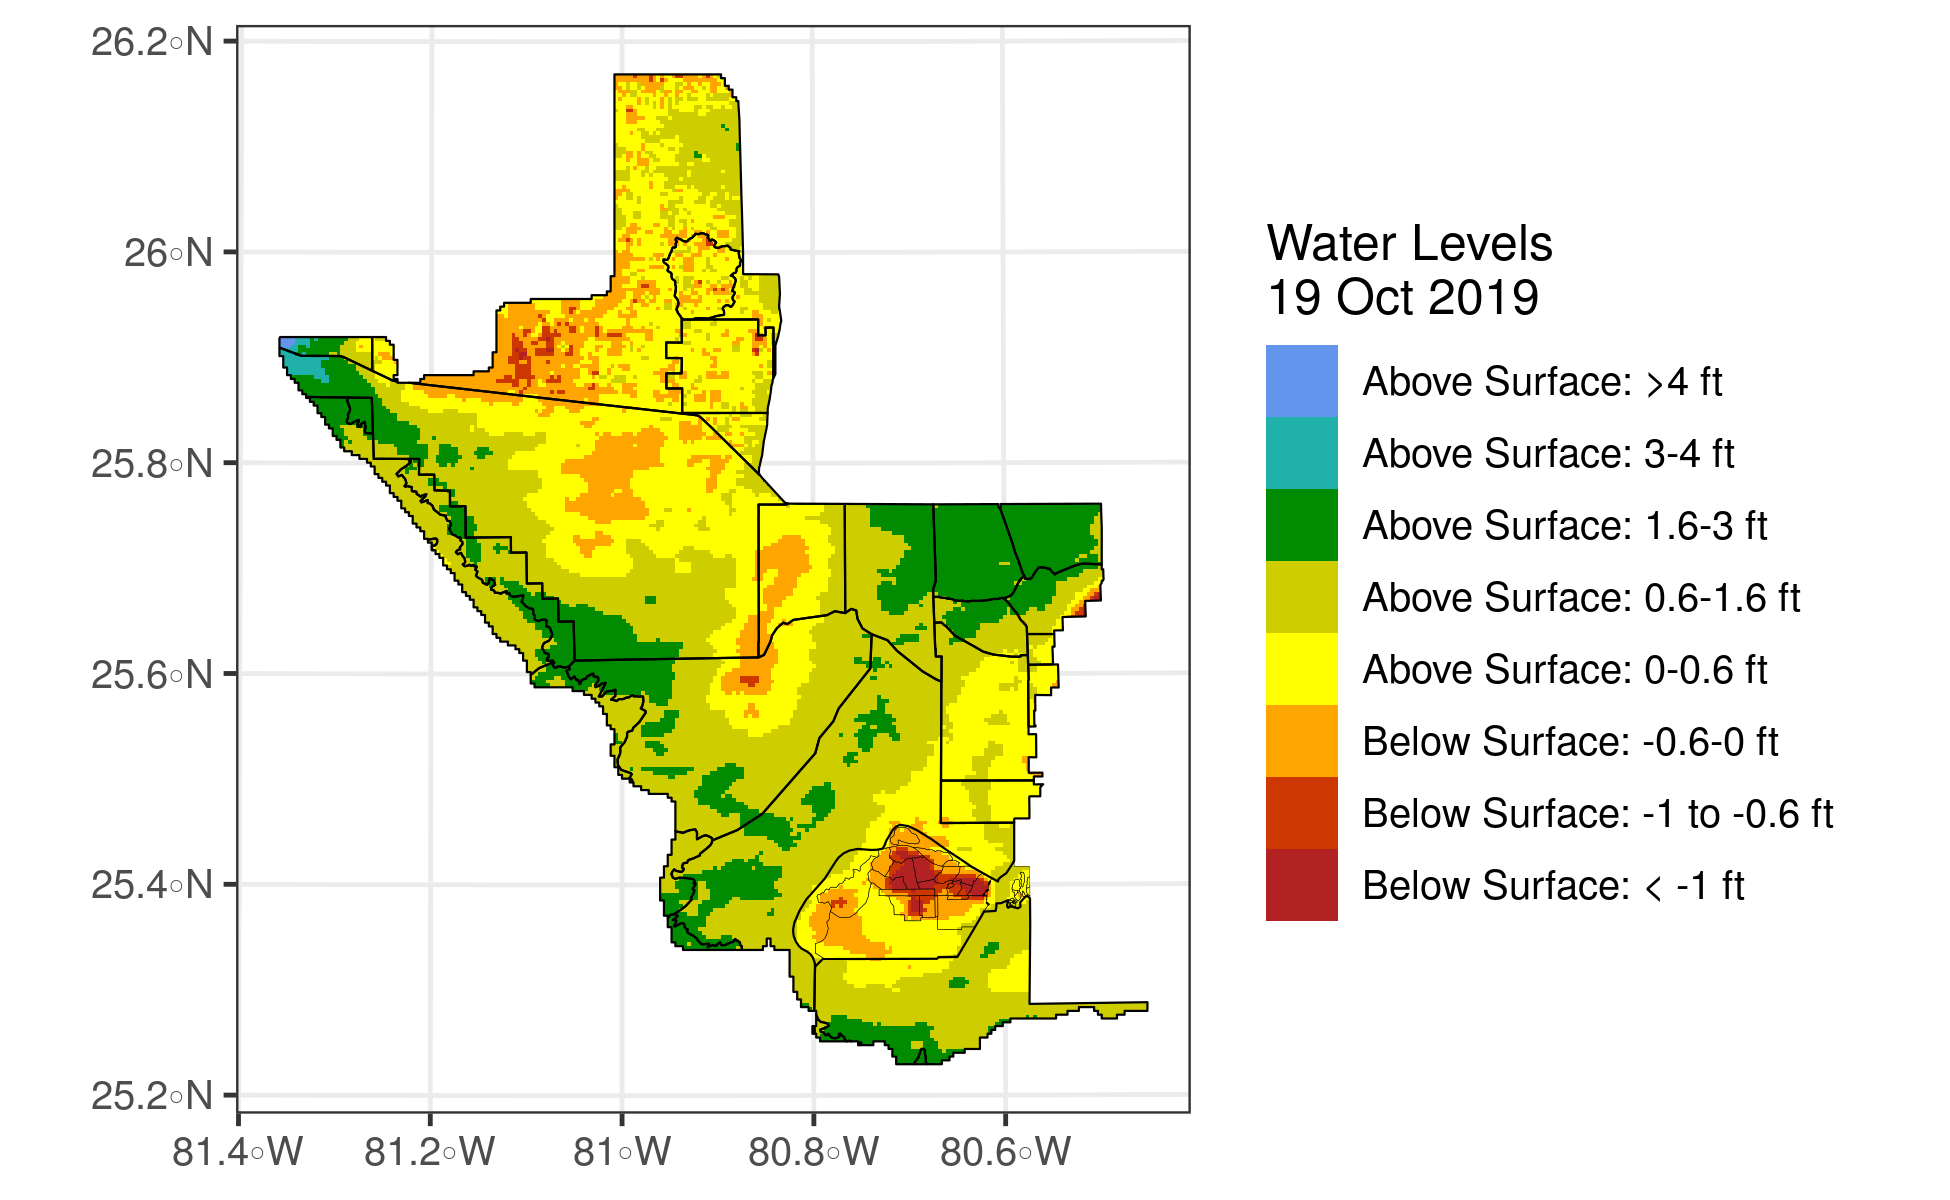 26.2◦N
26◦N
25.8◦N
25.6◦N
25.4◦N
25.2◦N
81.4◦W
81.2◦W
81◦W
80.8◦W
80.6◦W
Water Levels
19 Oct 2019
Above Surface: >4 ft
Above Surface: 3-4 ft
Above Surface: 1.6-3 ft
Above Surface: 0.6-1.6 ft
Above Surface: 0-0.6 ft
Below Surface: -0.6-0 ft
Below Surface: -1 to -0.6 ft
Below Surface: < -1 ft